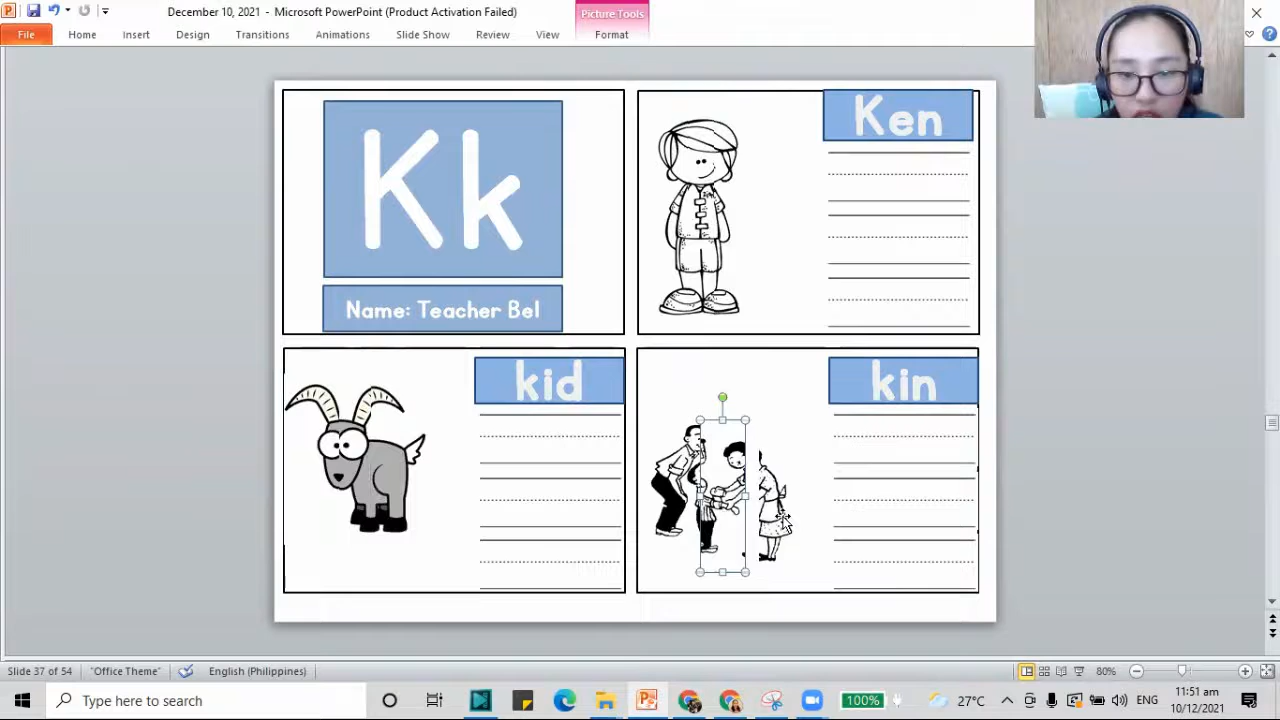 December 10, 2021 - Microsoft PowerPoint (Product Activation Failed)
Picture Tools
File
Home
Insert
Design
Transitions
Animations
Slide Show
Review
View
Format
Kk
Name: Teacher Bel
Ken
kid
kin
Slide 37 of 54
"Office Theme"
English (Philippines)
80%
Type here to search
100%
27°C
ENG
11:51 am
10/12/2021